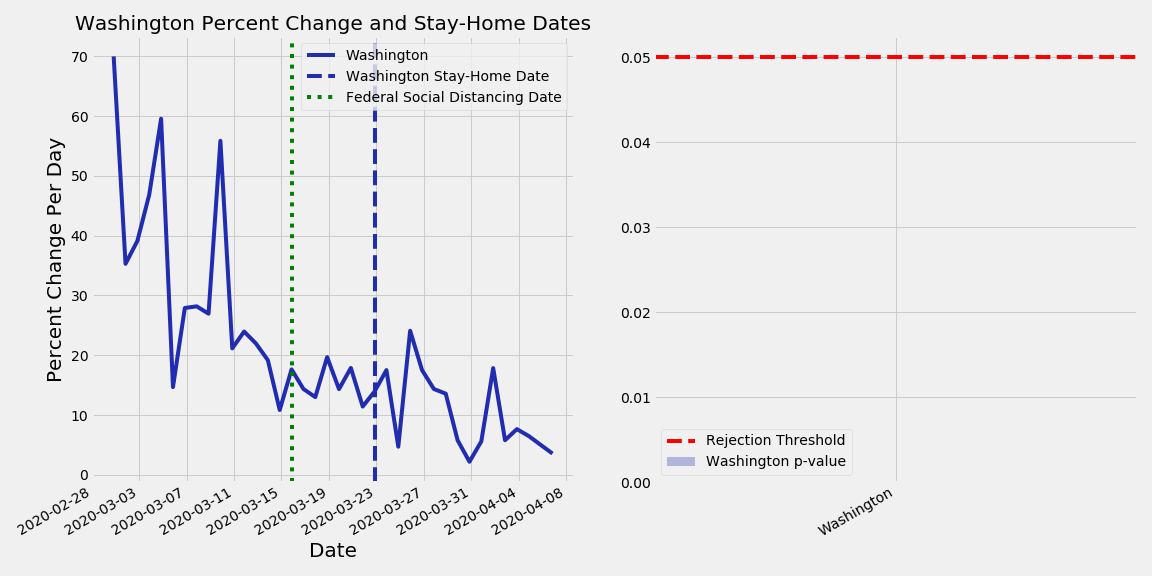 Washington Percent Change and Stay-Home Dates
Percent Change Per Day
70
60
50
40
30
20
10
0
Washington
Washington Stay-Home Date
Federal Social Distancing Date
2020-02-28
2020-03-03
2020-03-07
2020-03-11
2020-03-15
2020-03-19
2020-03-23
2020-03-27
2020-03-31
2020-04-04
2020-04-08
Date
0.05
0.04
0.03
0.02
0.01
0.00
Rejection Threshold
Washington p-value
Washington